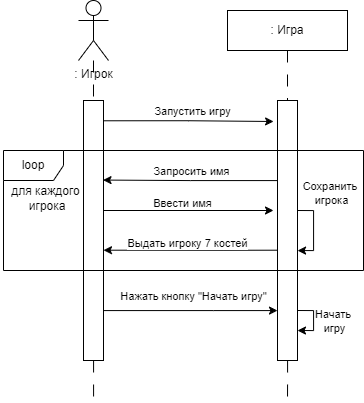 : Игрок
: Игра
Запустить игру
loop
для каждого
игрока
Запросить имя
Ввести имя
Сохранить
игрока
Выдать игроку 7 костей
Нажать кнопку "Начать игру"
Начать
игру